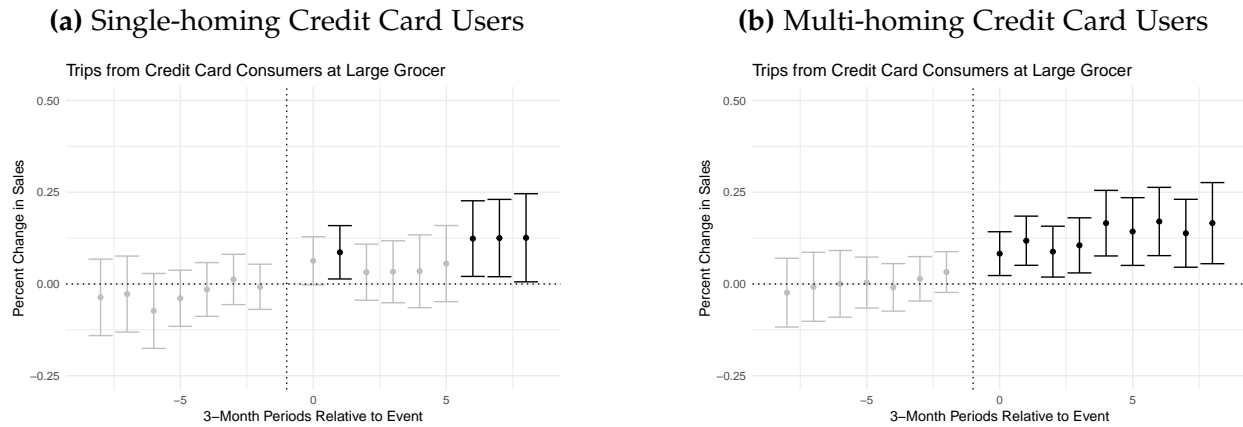 (a) Single-homing Credit Card Users
Trips from Credit Card Consumers at Large Grocer
0.50
0.25
0.00
−0.25
Percent Change in Sales
−5
0
5
3−Month Periods Relative to Event
(b) Multi-homing Credit Card Users
Trips from Credit Card Consumers at Large Grocer
0.50
0.25
0.00
−0.25
Percent Change in Sales
−5
0
5
3−Month Periods Relative to Event